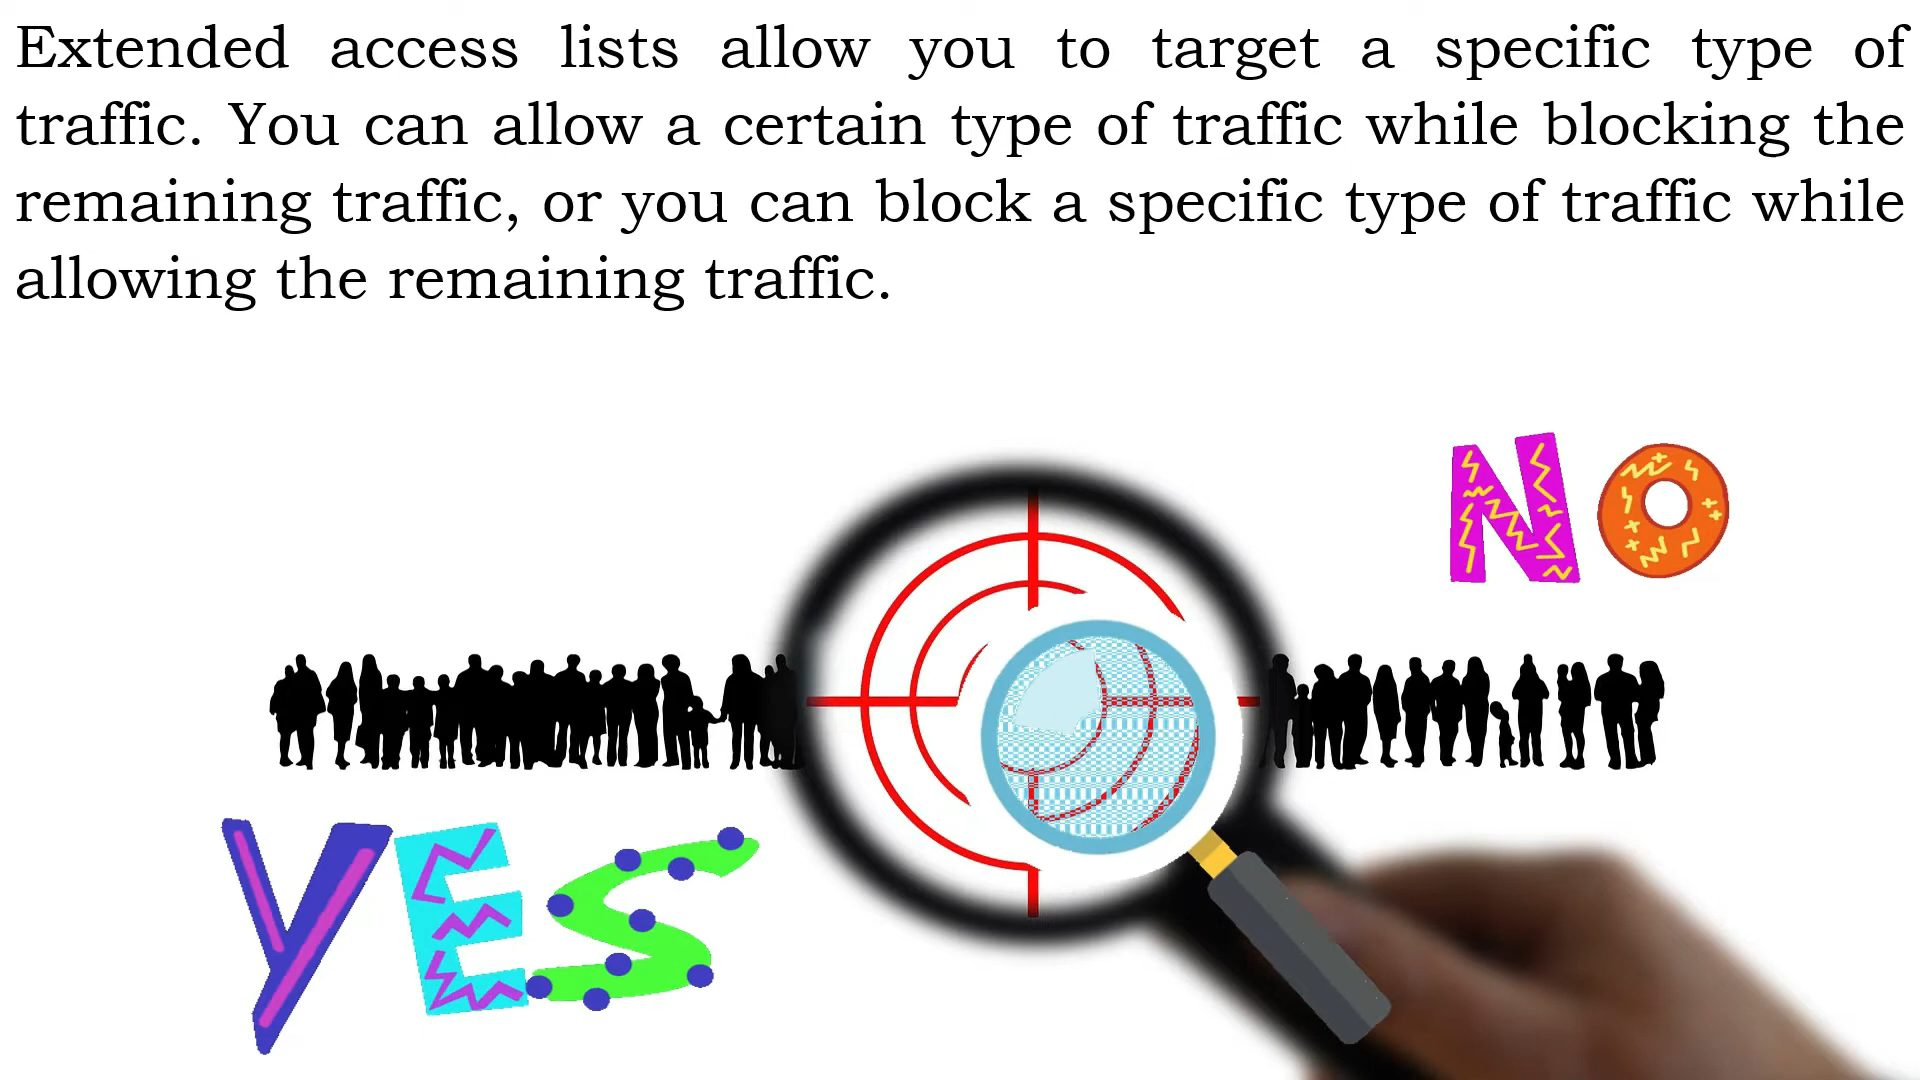 Extended access lists allow you to target a specific type of
traffic. You can allow a certain type of traffic while blocking the
remaining traffic, or you can block a specific type of traffic while
allowing the remaining traffic.
NO
YES